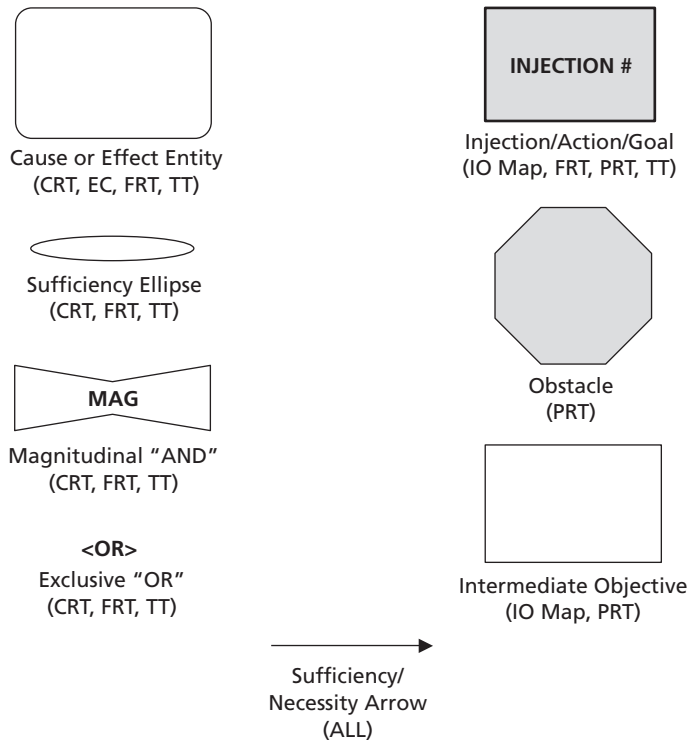 Cause or Effect Entity
(CRT, EC, FRT, TT)
Sufficiency Ellipse
(CRT, FRT, TT)
MAG
Magnitudinal “AND”
(CRT, FRT, TT)
<OR>
Exclusive “OR”
(CRT, FRT, TT)
INJECTION #
Injection/Action/Goal
(IO Map, FRT, PRT, TT)
Obstacle
(PRT)
Intermediate Objective
(IO Map, PRT)
Sufficiency/
Necessity Arrow
(ALL)